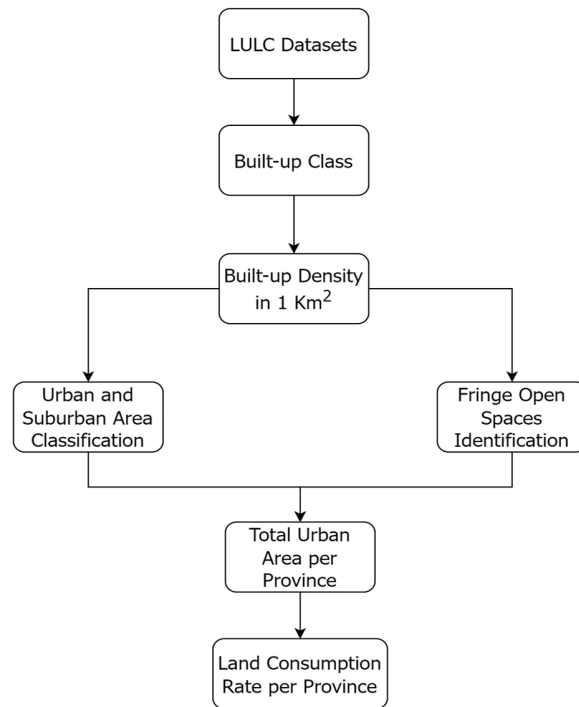 LULC Datasets
Built-up Class
Built-up Density
in 1 Km²
Urban and
Suburban Area
Classification
Fringe Open
Spaces
Identification
Total Urban
Area per
Province
Land Consumption
Rate per Province